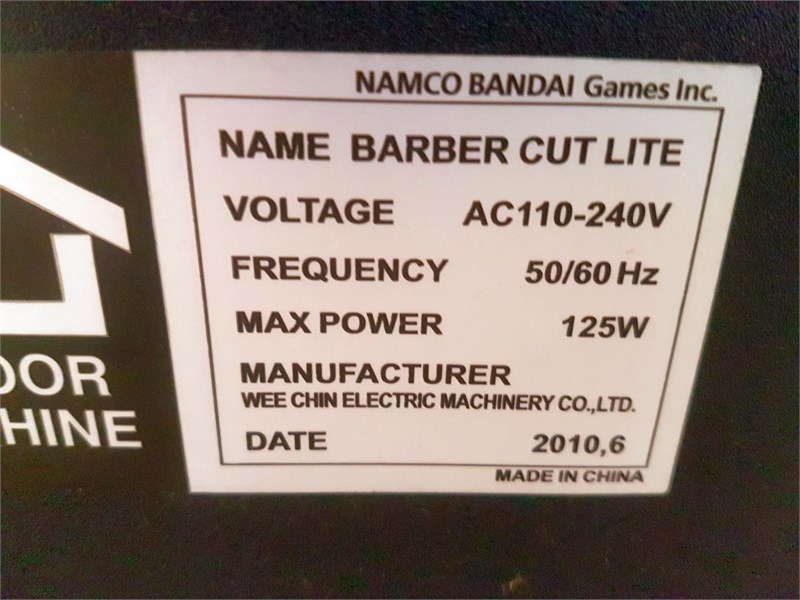 NAMCO BANDAI Games Inc.
NAME BARBER CUT LITE
VOLTAGE AC110-240V
FREQUENCY 50/60 Hz
MAX POWER 125W
MANUFACTURER
WEE CHIN ELECTRIC MACHINERY CO.,LTD.
DATE 2010,6
MADE IN CHINA
OOR
HINE